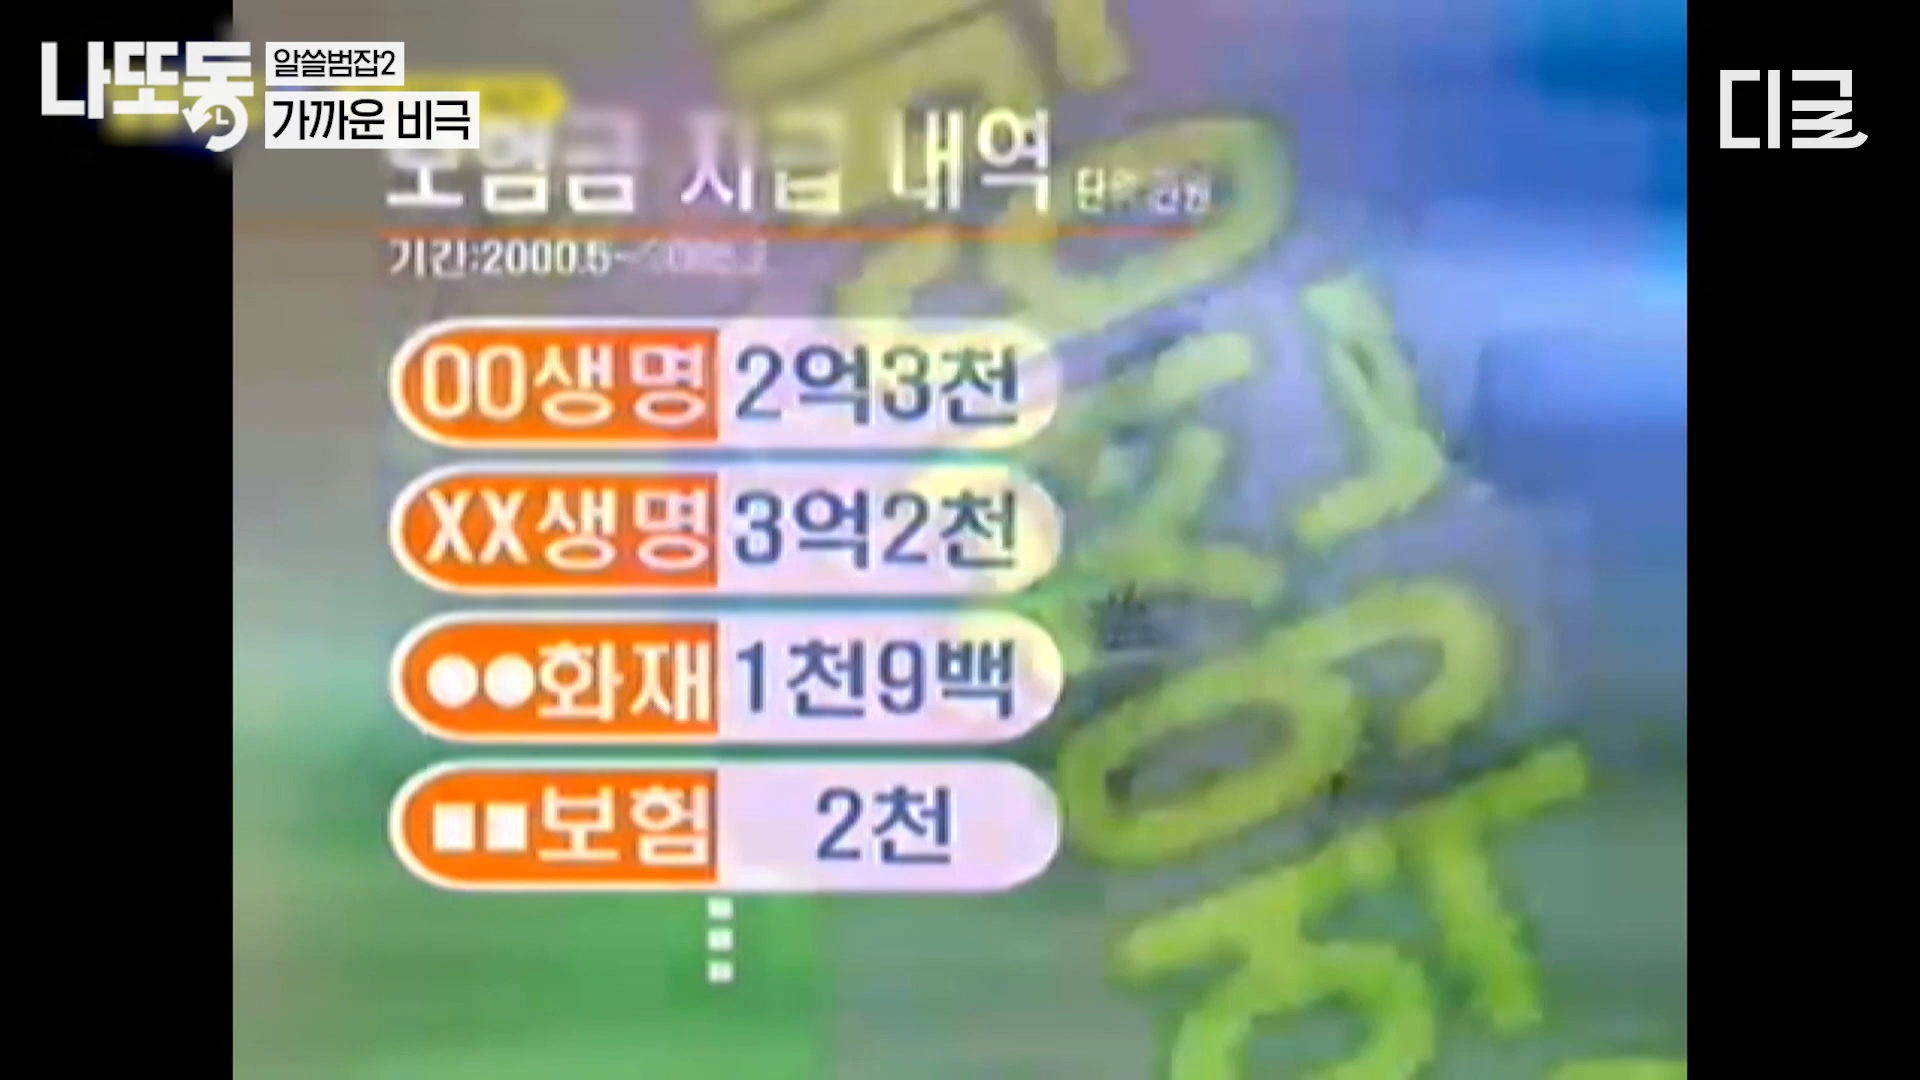 나또동
알쓸범잡2
가까운 비극
디글
보험금 지급 내역
기간:2000.5~
OO생명 2억3천
XX생명 3억2천
●●화재 1천9백
■■보험 2천